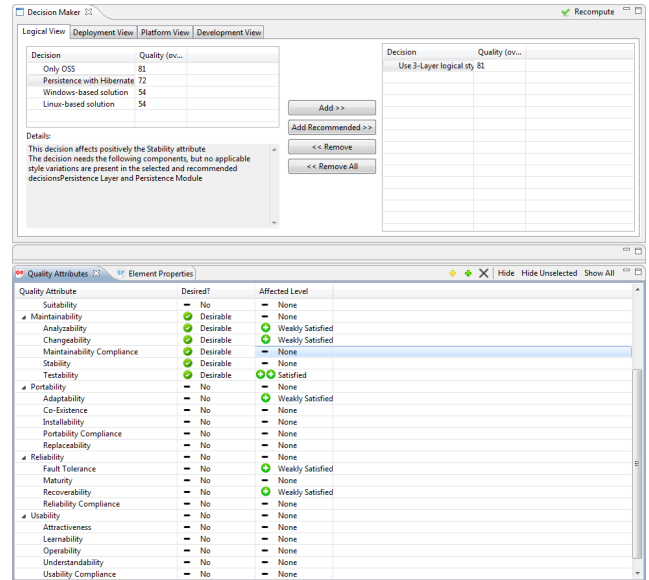 Decision Maker
Recompute
Logical View Deployment View Platform View Development View
Decision Quality (ov...
Only OSS 81
Persistence with Hibernate 72
Windows-based solution 54
Linux-based solution 54
Details:
This decision affects positively the Stability attribute
The decision needs the following components, but no applicable
style variations are present in the selected and recommended
decisionsPersistence Layer and Persistence Module
Add >>
Add Recommended >>
<< Remove
<< Remove All
Decision Quality (ov...
Use 3-Layer logical sty 81
Quality Attributes Element Properties
Hide Hide Unselected Show All
Quality Attribute Desired? Affected Level
Suitability No None
Maintainability Desirable None
Analyzability Desirable Weakly Satisfied
Changeability Desirable Weakly Satisfied
Maintainability Compliance Desirable None
Stability Desirable None
Testability Desirable Satisfied
Portability No None
Adaptability No Weakly Satisfied
Co-Existence No None
Installability No None
Portability Compliance No None
Replaceability No None
Reliability No None
Fault Tolerance No Weakly Satisfied
Maturity No None
Recoverability No Weakly Satisfied
Reliability Compliance No None
Usability No None
Attractiveness No None
Learnability No None
Operability No None
Understandability No None
Usability Compliance No None